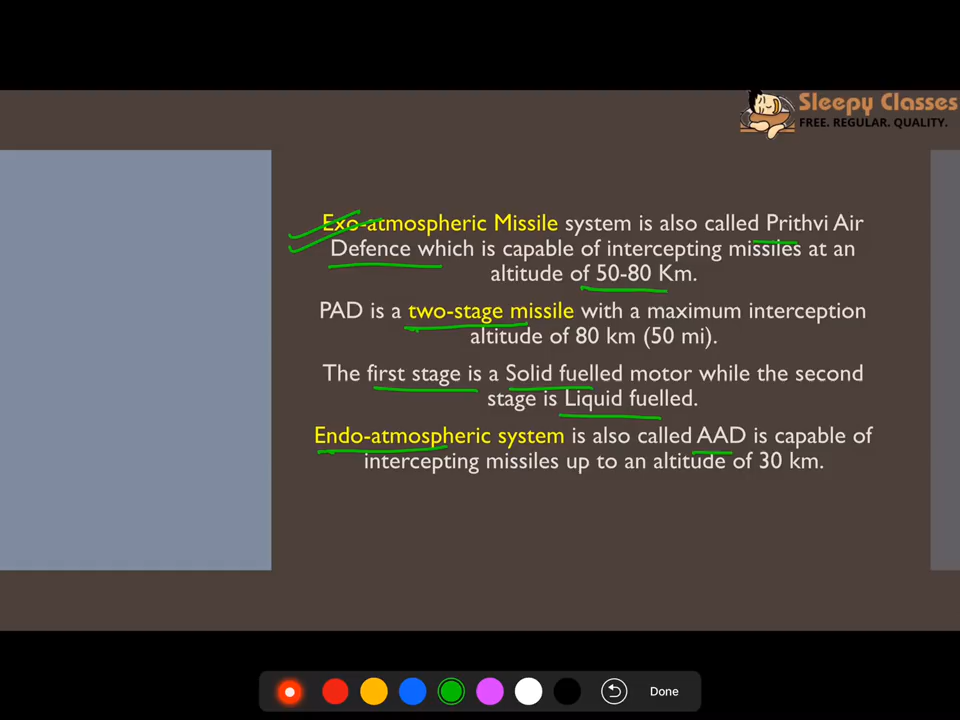 Sleepy Classes
FREE. REGULAR. QUALITY.
Exo-atmospheric Missile system is also called Prithvi Air
Defence which is capable of intercepting missiles at an
altitude of 50-80 Km.
PAD is a two-stage missile with a maximum interception
altitude of 80 km (50 mi).
The first stage is a Solid fuelled motor while the second
stage is Liquid fuelled.
Endo-atmospheric system is also called AAD is capable of
intercepting missiles up to an altitude of 30 km.
Done